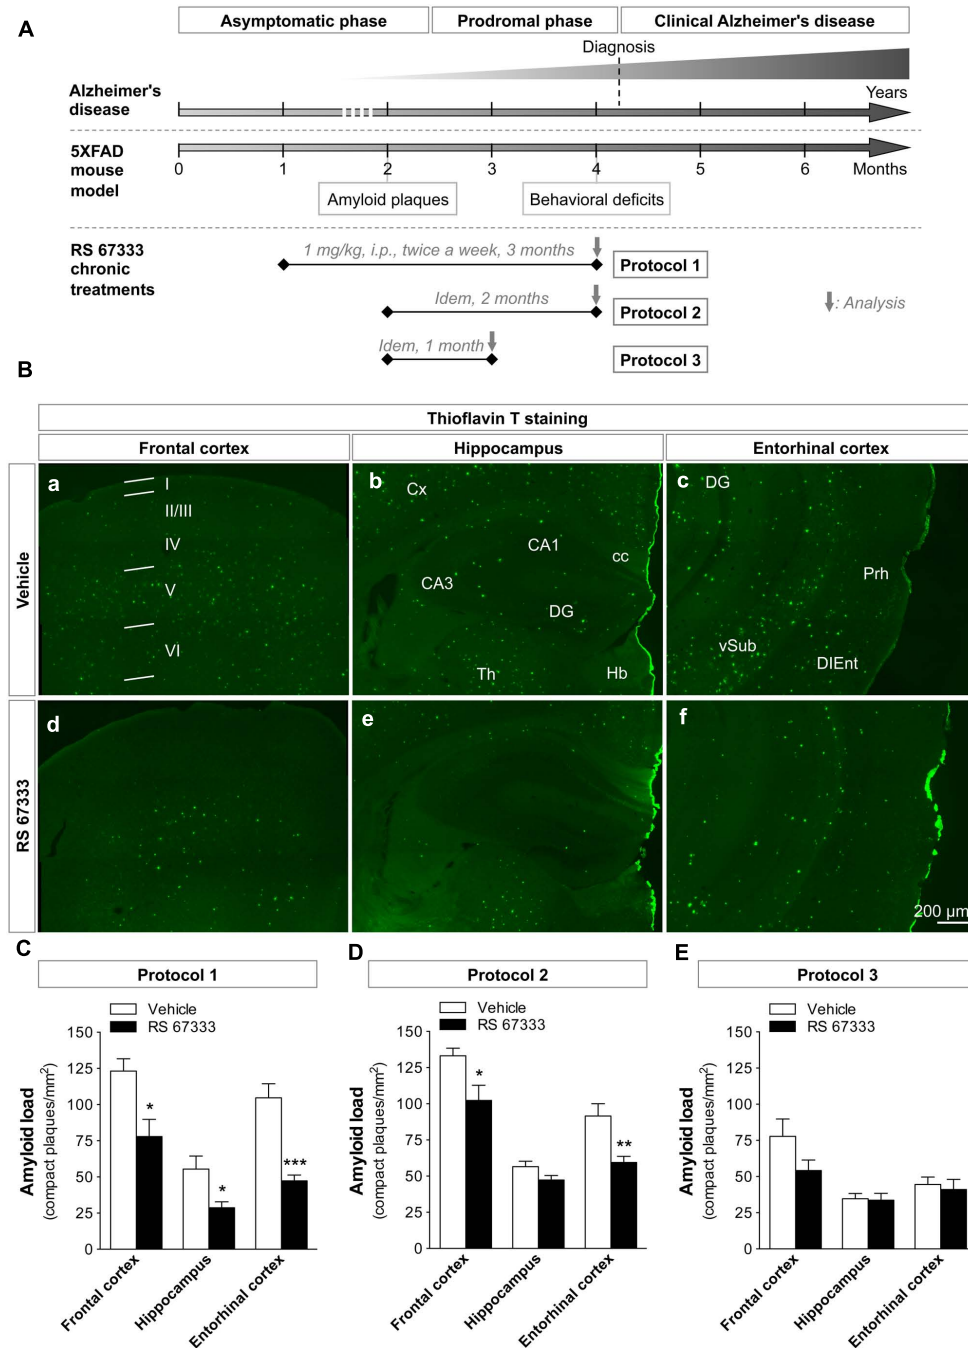 A
Asymptomatic phase
Prodromal phase
Clinical Alzheimer's disease
Diagnosis
Alzheimer's
disease
Years
5XFAD
mouse
model
0 1 2 3 4 5 6 Months
Amyloid plaques
Behavioral deficits
RS 67333
chronic
treatments
1 mg/kg, i.p., twice a week, 3 months
Protocol 1
Idem, 2 months
Protocol 2
: Analysis
Idem, 1 month
Protocol 3
B
Thioflavin T staining
Frontal cortex
Hippocampus
Entorhinal cortex
Vehicle
a
I
II/III
IV
V
VI
b
Cx
CA1
cc
CA3
DG
Th
Hb
c
DG
Prh
vSub
DIEnt
RS 67333
d
e
f
200 µm
C
Protocol 1
Vehicle
RS 67333
Amyloid load
(compact plaques/mm²)
150
125
100
75
50
25
0
*
*
***
Frontal cortex
Hippocampus
Entorhinal cortex
D
Protocol 2
Vehicle
RS 67333
Amyloid load
(compact plaques/mm²)
150
125
100
75
50
25
0
*
**
Frontal cortex
Hippocampus
Entorhinal cortex
E
Protocol 3
Vehicle
RS 67333
Amyloid load
(compact plaques/mm²)
150
125
100
75
50
25
0
Frontal cortex
Hippocampus
Entorhinal cortex